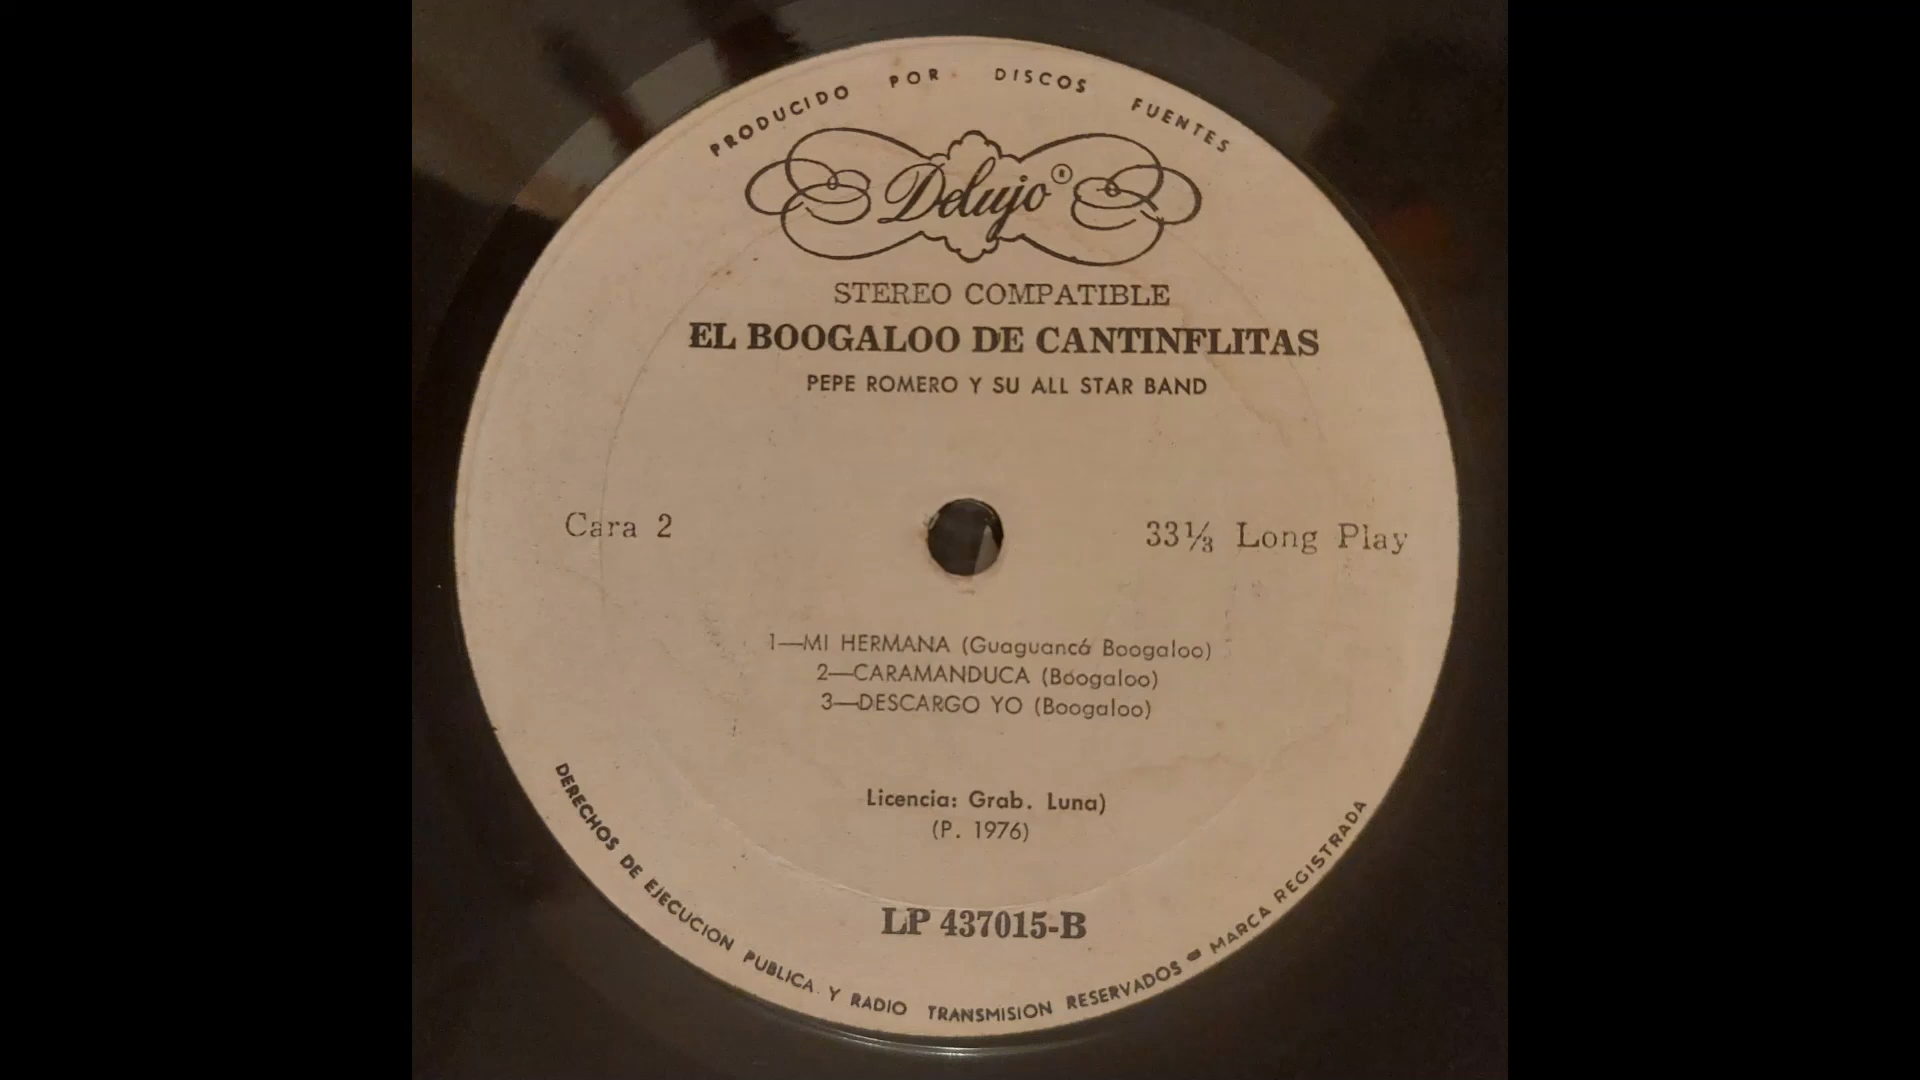 PRODUCIDO POR DISCOS FUENTES
Delujo ®
STEREO COMPATIBLE
EL BOOGALOO DE CANTINFLITAS
PEPE ROMERO Y SU ALL STAR BAND
Cara 2
33⅓ Long Play
1—MI HERMANA (Guaguancó Boogaloo)
2—CARAMANDUCA (Boogaloo)
3—DESCARGO YO (Boogaloo)
Licencia: Grab. Luna)
(P. 1976)
LP 437015-B
DERECHOS DE EJECUCION PUBLICA Y RADIO TRANSMISION RESERVADOS - MARCA REGISTRADA